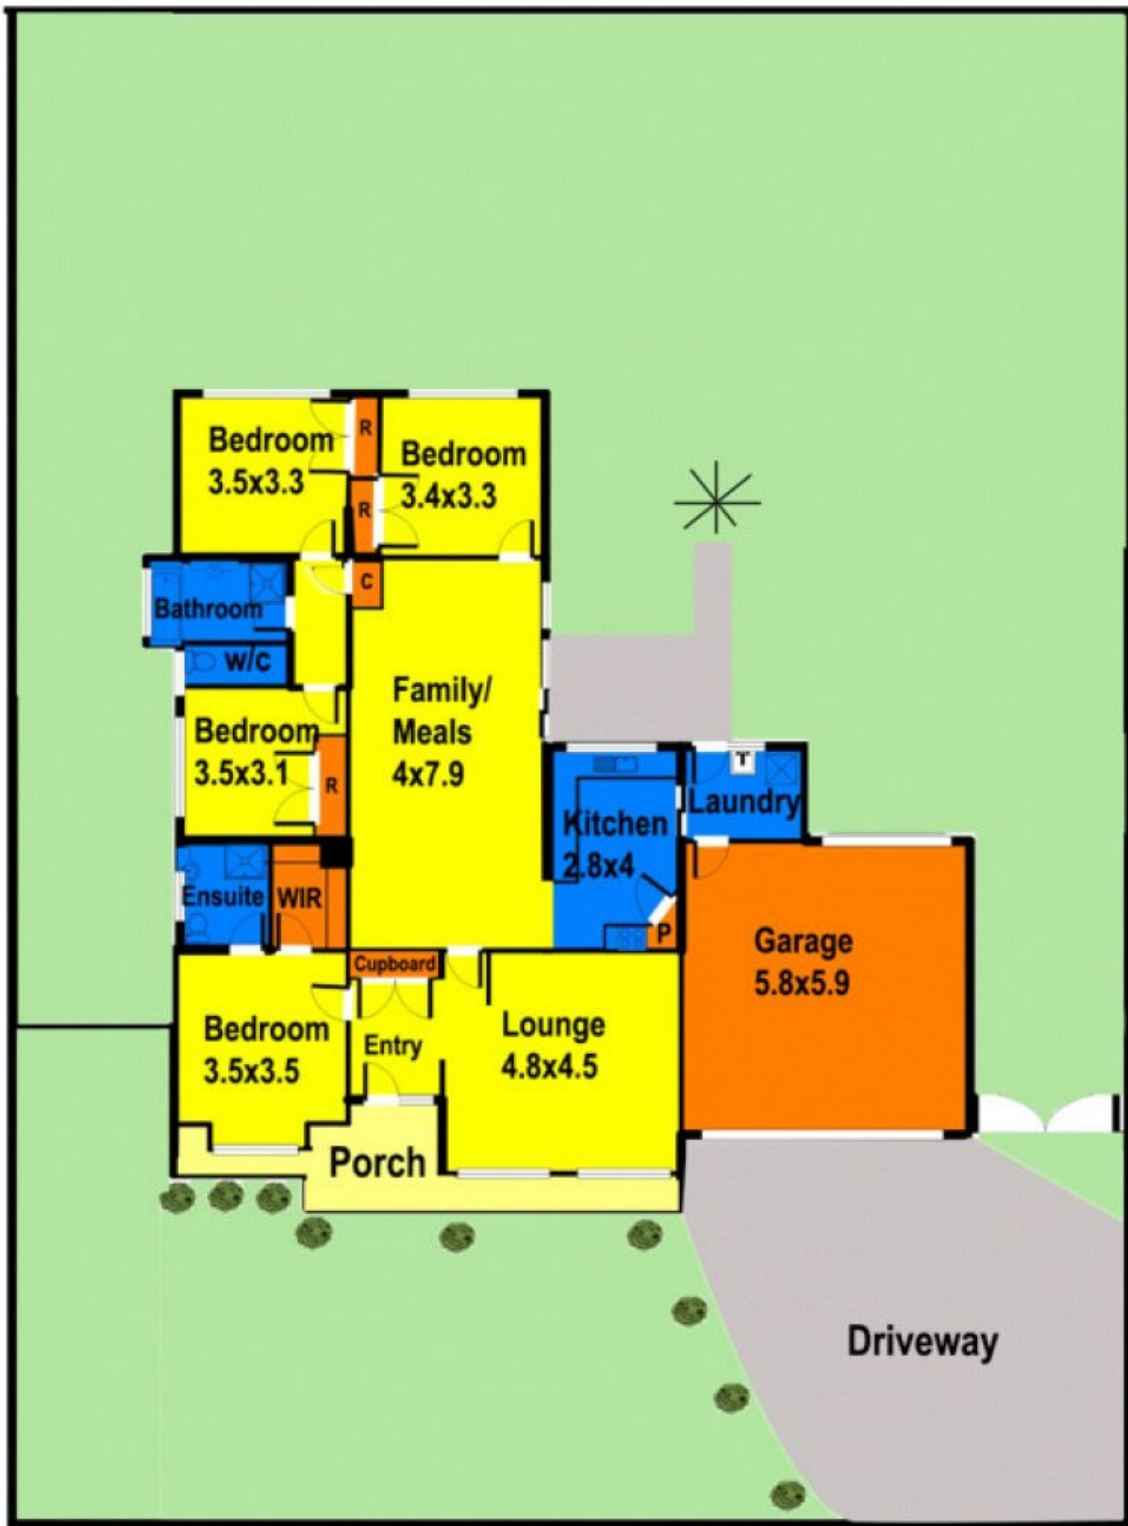 Bedroom
3.5x3.3
R
Bedroom
3.4x3.3
R
C
Bathroom
w/c
Family/
Meals
4x7.9
Bedroom
3.5x3.1
R
T
Laundry
Kitchen
2.8x4
Ensuite
WIR
P
Garage
5.8x5.9
Cupboard
Bedroom
3.5x3.5
Entry
Lounge
4.8x4.5
Porch
Driveway